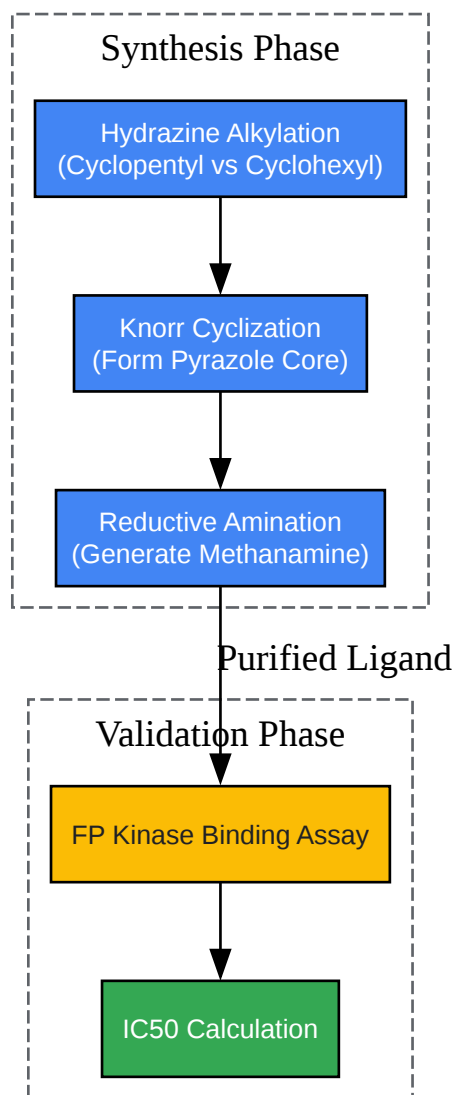 Synthesis Phase
Hydrazine Alkylation
(Cyclopentyl vs Cyclohexyl)
Knorr Cyclization
(Form Pyrazole Core)
Reductive Amination
(Generate Methanamine)
Purified Ligand
Validation Phase
FP Kinase Binding Assay
IC50 Calculation